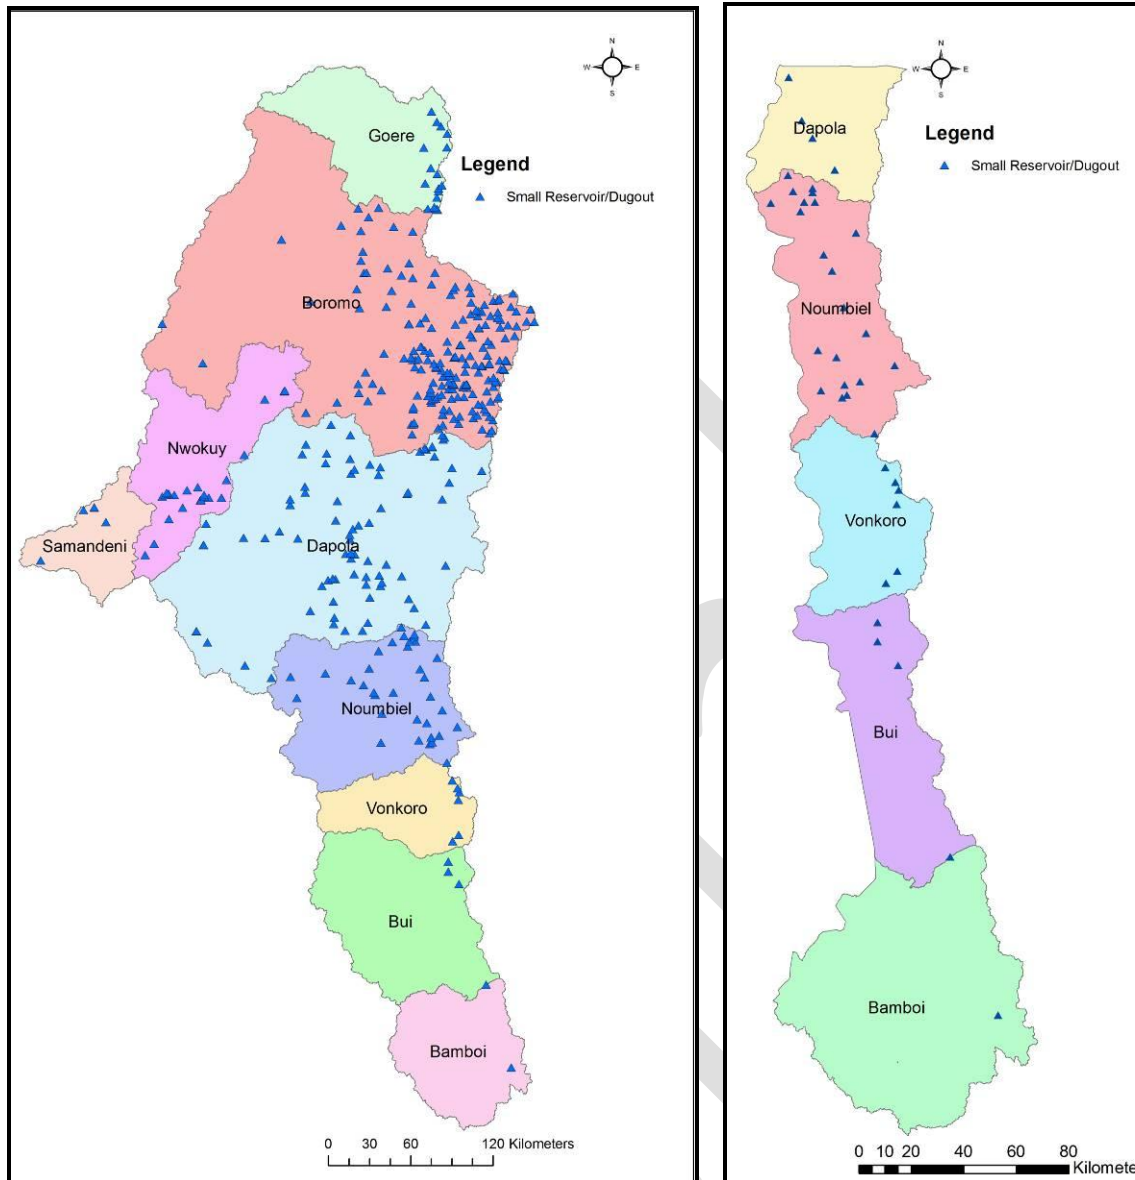 N
W E
S
Goere
Legend
Small Reservoir/Dugout
Boromo
Nwokuy
Samandeni
Dapola
Noumbiel
Vonkoro
Bui
Bamboi
0 30 60 120 Kilometers
N
W E
S
Dapola
Legend
Small Reservoir/Dugout
Noumbiel
Vonkoro
Bui
Bamboi
0 10 20 40 60 80
Kilomete